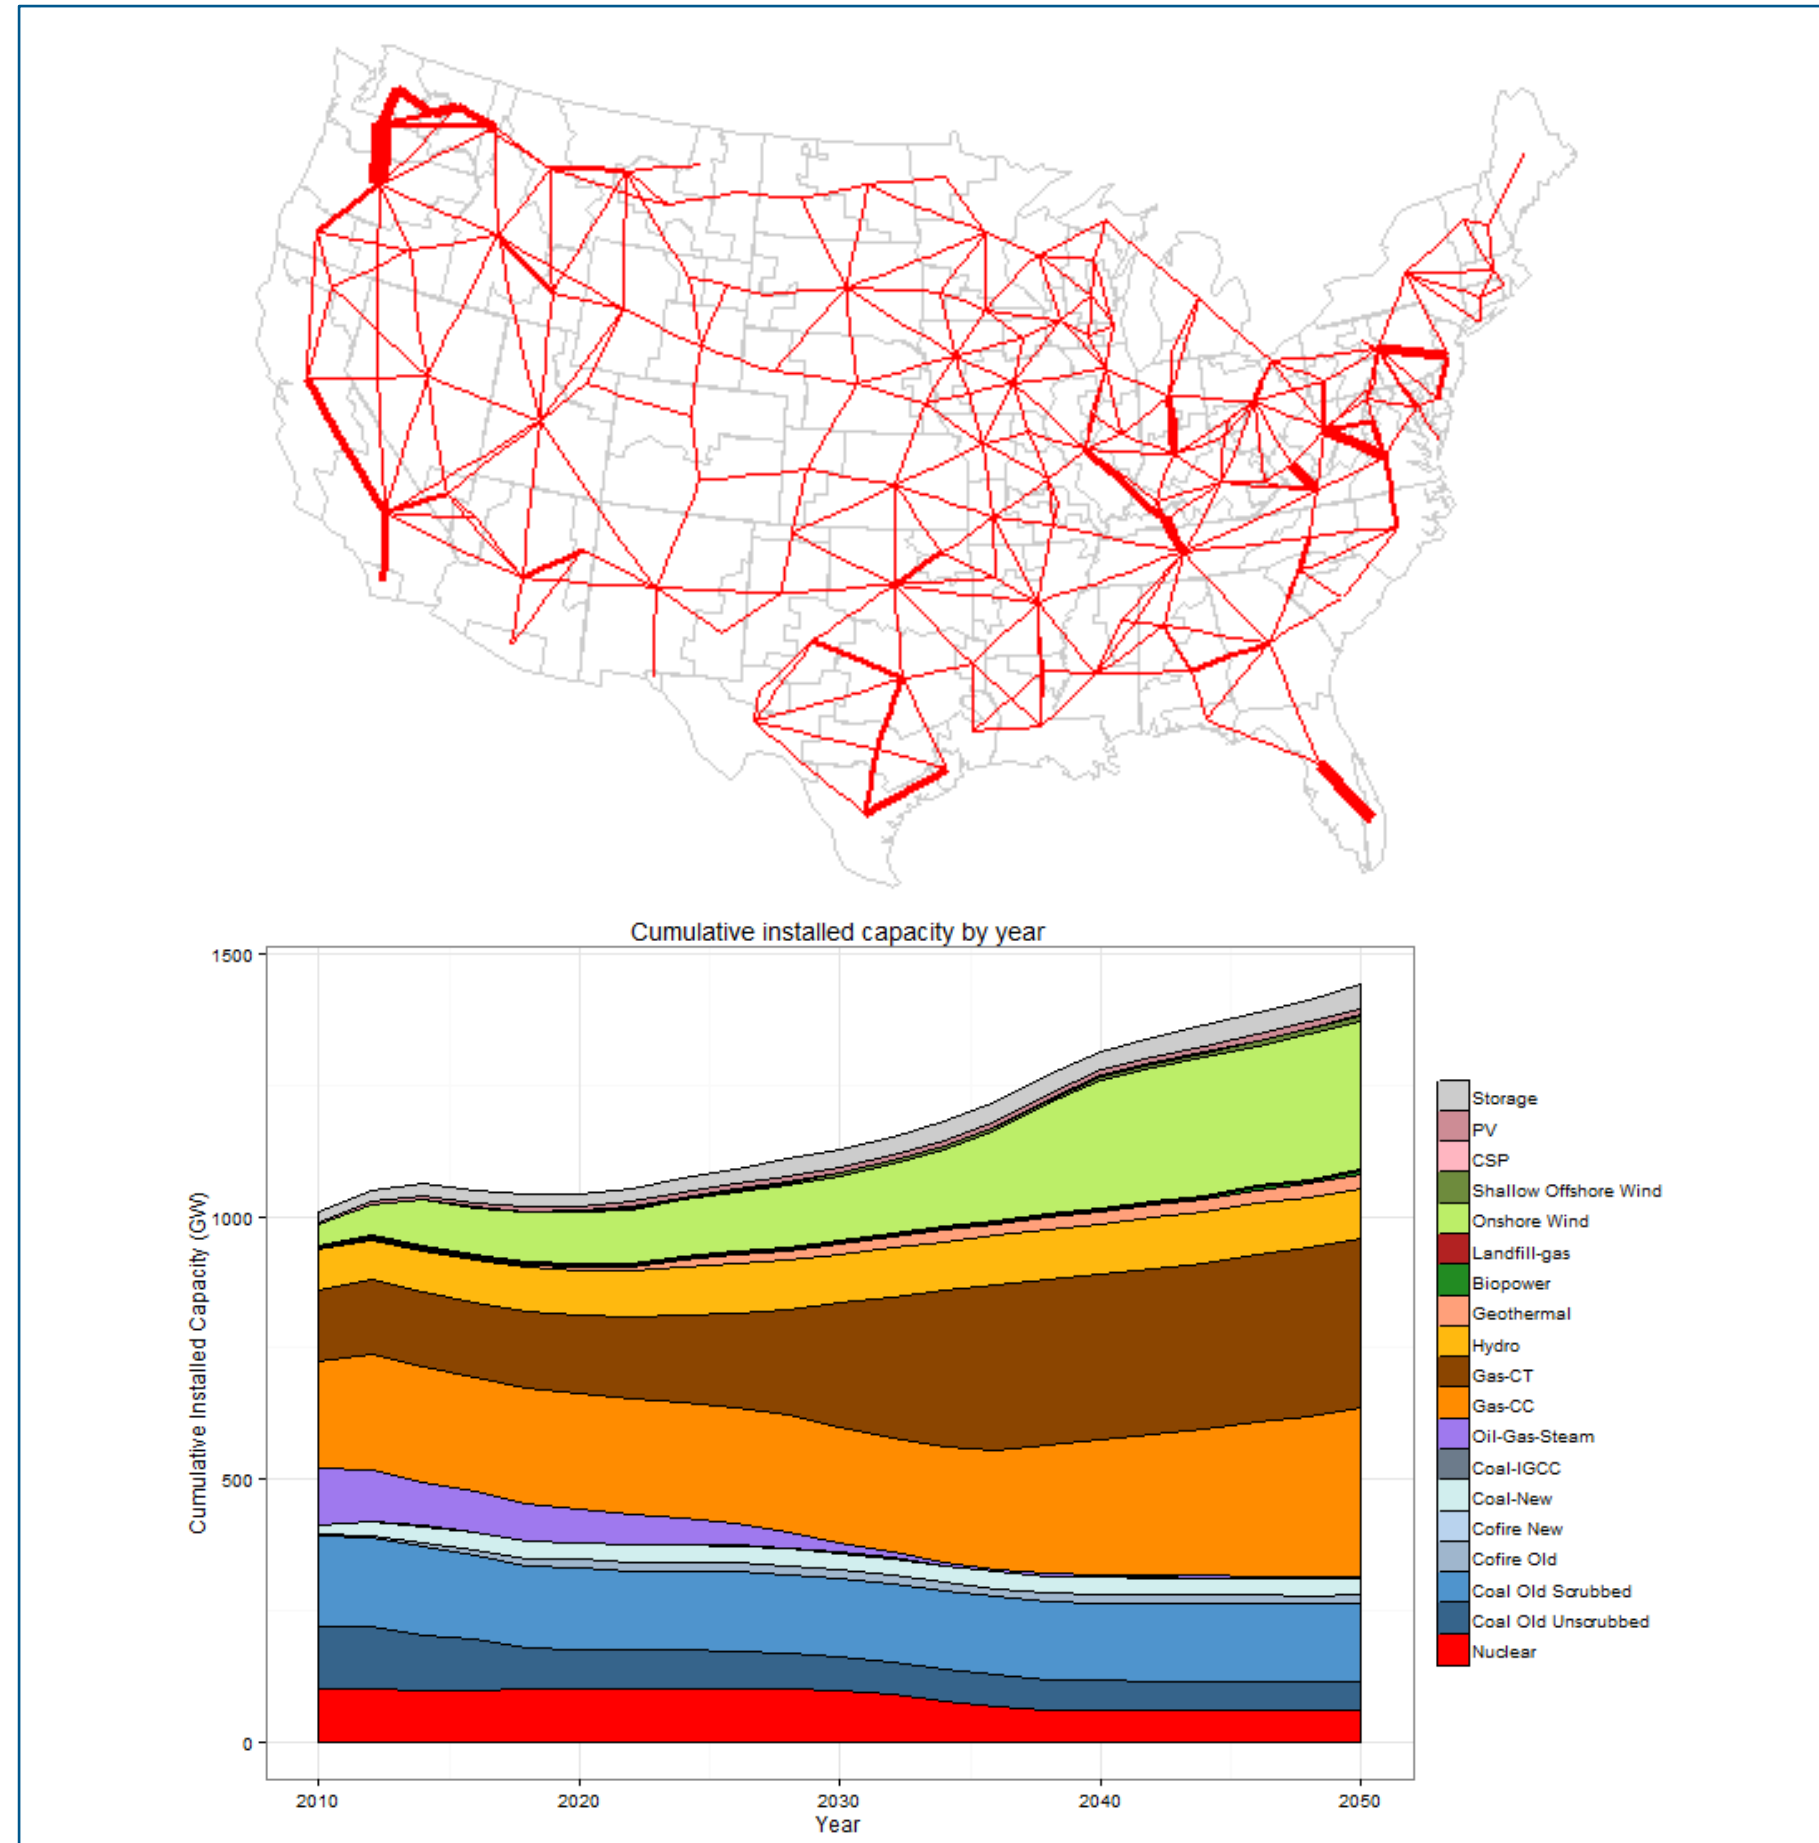 Cumulative installed capacity by year
1500
1000
500
0
Cumulative Installed Capacity (GW)
2010
2020
2030
2040
2050
Year
Storage
PV
CSP
Shallow Offshore Wind
Onshore Wind
Landfill-gas
Biopower
Geothermal
Hydro
Gas-CT
Gas-CC
Oil-Gas-Steam
Coal-IGCC
Coal-New
Cofire New
Cofire Old
Coal Old Scrubbed
Coal Old Unscrubbed
Nuclear